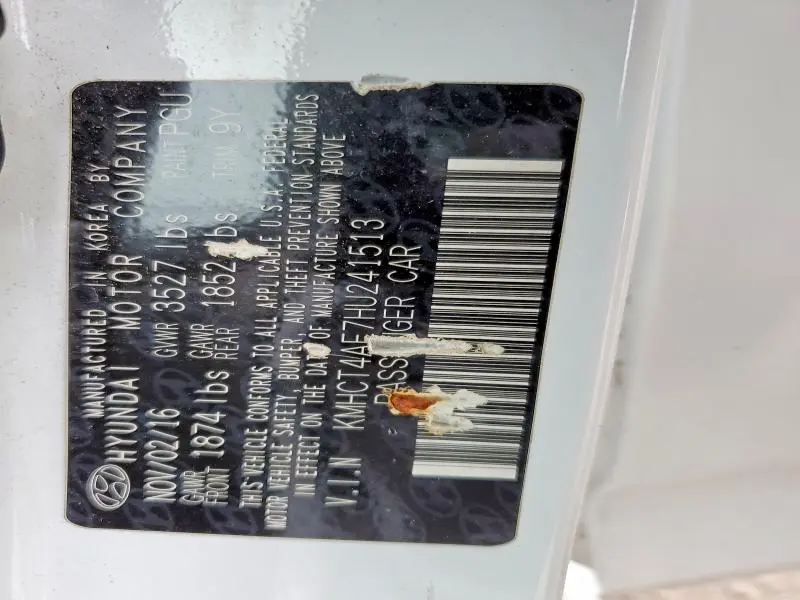 MANUFACTURED IN KOREA BY
HYUNDAI MOTOR COMPANY
NOV/02/16 GVWR 3527 lbs PAINT PGU
GAWR FRONT 1874 lbs GAWR REAR 1852 lbs TRIM 9Y
THIS VEHICLE CONFORMS TO ALL APPLICABLE U.S.A. FEDERAL
MOTOR VEHICLE SAFETY, BUMPER, AND THEFT PREVENTION STANDARDS
IN EFFECT ON THE DATE OF MANUFACTURE SHOWN ABOVE
V.I.N KMHCT4AE7HU241513
PASSENGER CAR